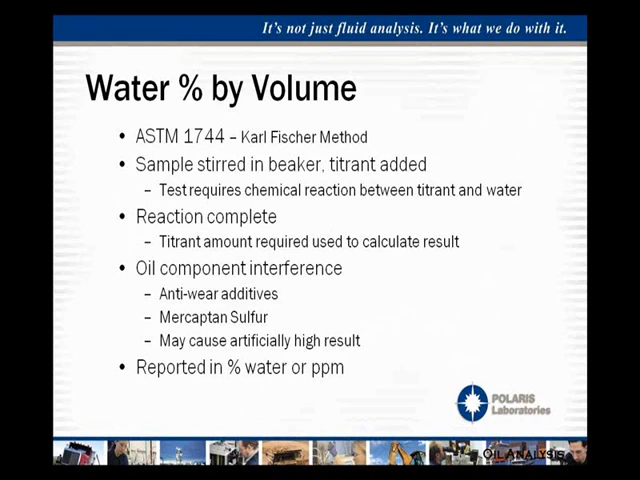 It's not just fluid analysis. It's what we do with it.
Water % by Volume
• ASTM 1744 – Karl Fischer Method
• Sample stirred in beaker, titrant added
– Test requires chemical reaction between titrant and water
• Reaction complete
– Titrant amount required used to calculate result
• Oil component interference
– Anti-wear additives
– Mercaptan Sulfur
– May cause artificially high result
• Reported in % water or ppm
POLARIS
Laboratories
OIL ANALYSIS